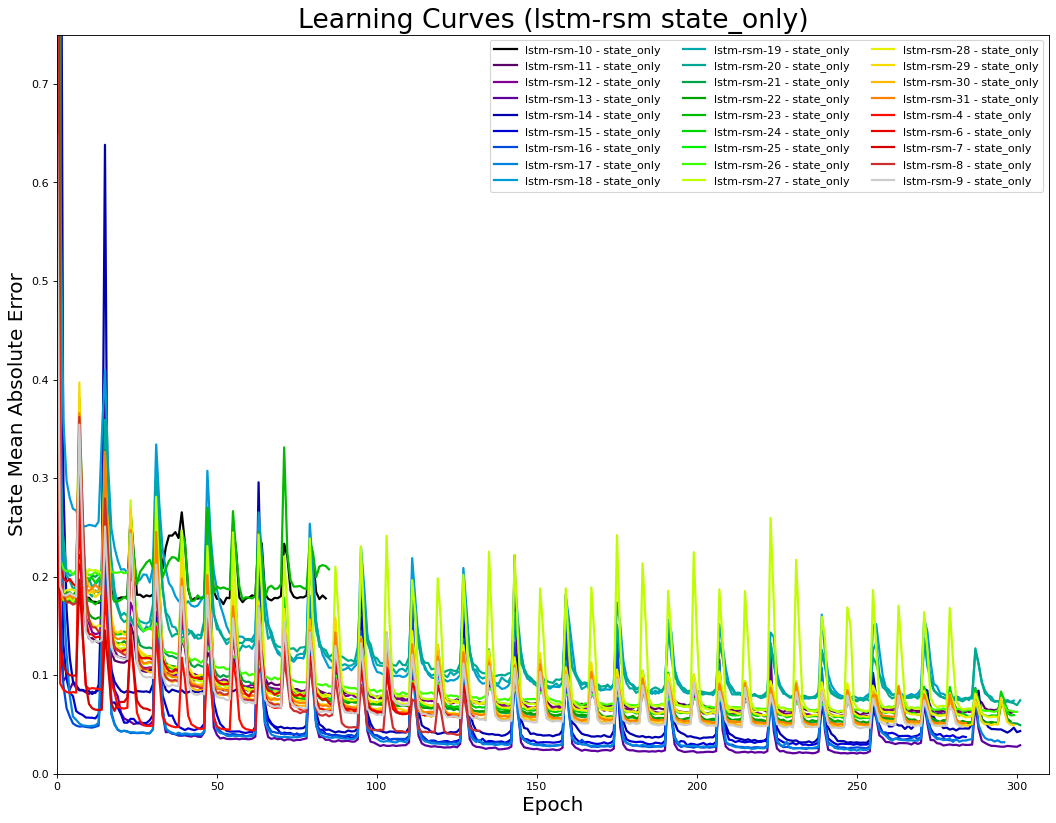 Learning Curves (lstm-rsm state_only)
lstm-rsm-10 - state_only
lstm-rsm-11 - state_only
lstm-rsm-12 - state_only
lstm-rsm-13 - state_only
lstm-rsm-14 - state_only
lstm-rsm-15 - state_only
lstm-rsm-16 - state_only
lstm-rsm-17 - state_only
lstm-rsm-18 - state_only
lstm-rsm-19 - state_only
lstm-rsm-20 - state_only
lstm-rsm-21 - state_only
lstm-rsm-22 - state_only
lstm-rsm-23 - state_only
lstm-rsm-24 - state_only
lstm-rsm-25 - state_only
lstm-rsm-26 - state_only
lstm-rsm-27 - state_only
lstm-rsm-28 - state_only
lstm-rsm-29 - state_only
lstm-rsm-30 - state_only
lstm-rsm-31 - state_only
lstm-rsm-4 - state_only
lstm-rsm-6 - state_only
lstm-rsm-7 - state_only
lstm-rsm-8 - state_only
lstm-rsm-9 - state_only
State Mean Absolute Error
0.7
0.6
0.5
0.4
0.3
0.2
0.1
0.0
0
50
100
150
200
250
300
Epoch